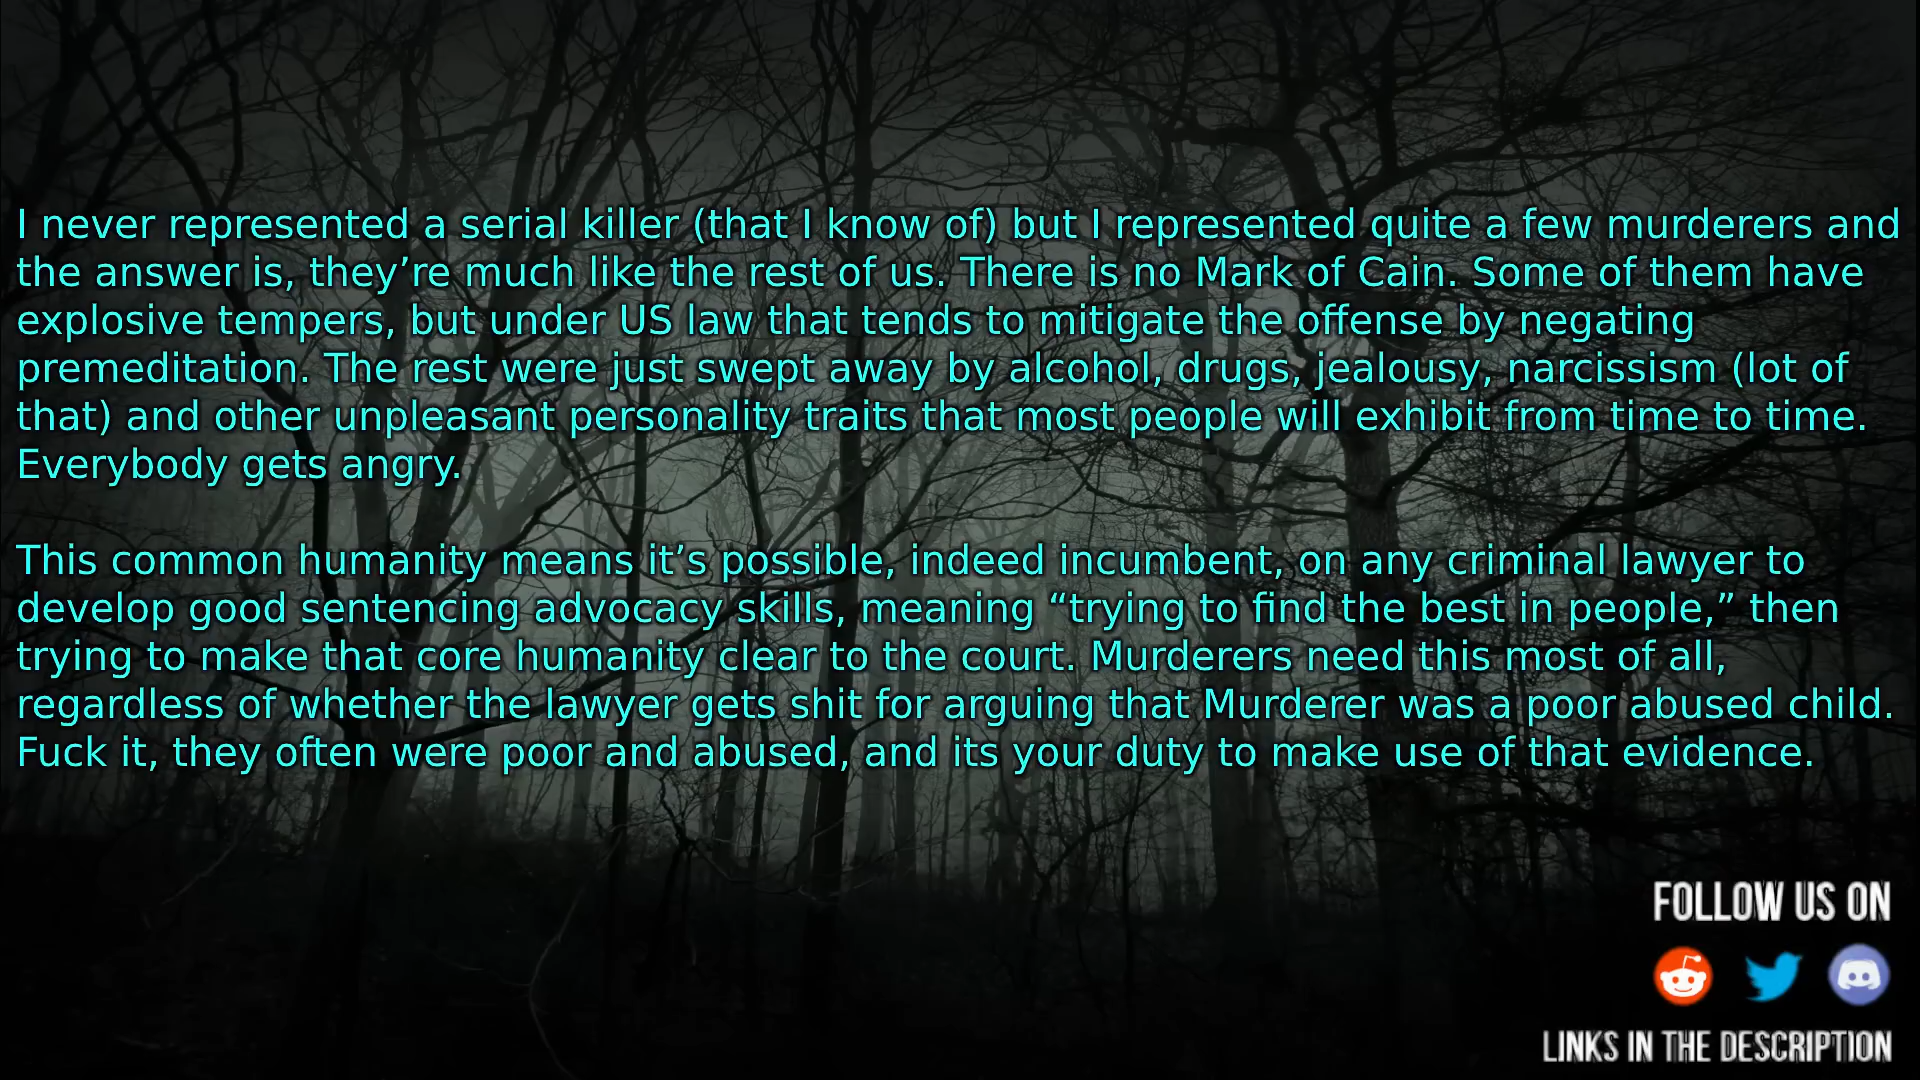 I never represented a serial killer (that I know of) but I represented quite a few murderers and
the answer is, they’re much like the rest of us. There is no Mark of Cain. Some of them have
explosive tempers, but under US law that tends to mitigate the offense by negating
premeditation. The rest were just swept away by alcohol, drugs, jealousy, narcissism (lot of
that) and other unpleasant personality traits that most people will exhibit from time to time.
Everybody gets angry.
This common humanity means it’s possible, indeed incumbent, on any criminal lawyer to
develop good sentencing advocacy skills, meaning “trying to find the best in people,” then
trying to make that core humanity clear to the court. Murderers need this most of all,
regardless of whether the lawyer gets shit for arguing that Murderer was a poor abused child.
Fuck it, they often were poor and abused, and its your duty to make use of that evidence.
FOLLOW US ON
LINKS IN THE DESCRIPTION